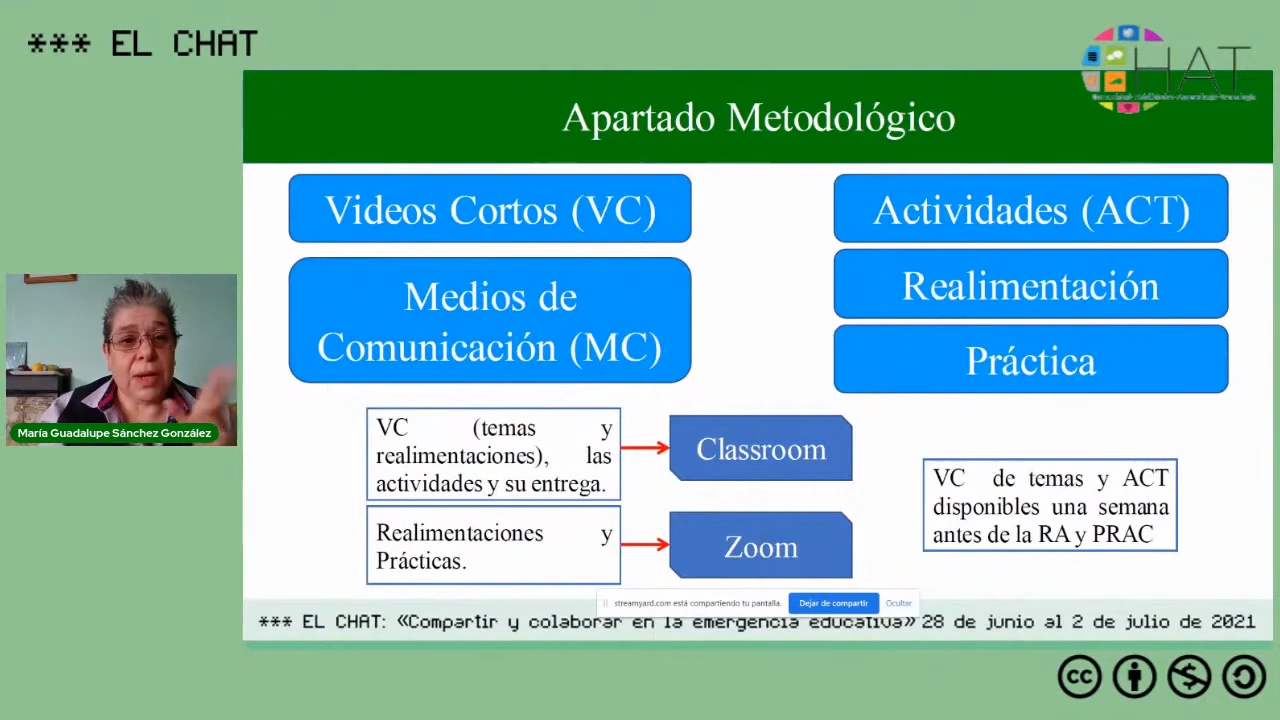 *** EL CHAT
HAT
Apartado Metodológico
Videos Cortos (VC)
Actividades (ACT)
Medios de
Comunicación (MC)
Realimentación
Práctica
María Guadalupe Sánchez González
VC (temas y
realimentaciones), las
actividades y su entrega.
Classroom
Realimentaciones y
Prácticas.
Zoom
VC de temas y ACT
disponibles una semana
antes de la RA y PRAC
streamyard.com está compartiendo tu pantalla.
Dejar de compartir
Ocultar
*** EL CHAT: «Compartir y colaborar en la emergencia educativa» 28 de junio al 2 de julio de 2021
cc